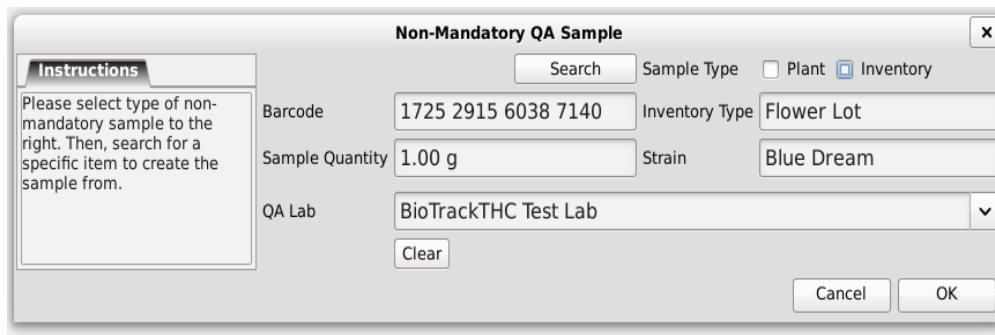 Non-Mandatory QA Sample
Instructions
Please select type of non-
mandatory sample to the
right. Then, search for a
specific item to create the
sample from.
Search Sample Type Plant Inventory
Barcode 1725 2915 6038 7140 Inventory Type Flower Lot
Sample Quantity 1.00 g Strain Blue Dream
QA Lab BioTrackTHC Test Lab
Clear
Cancel OK